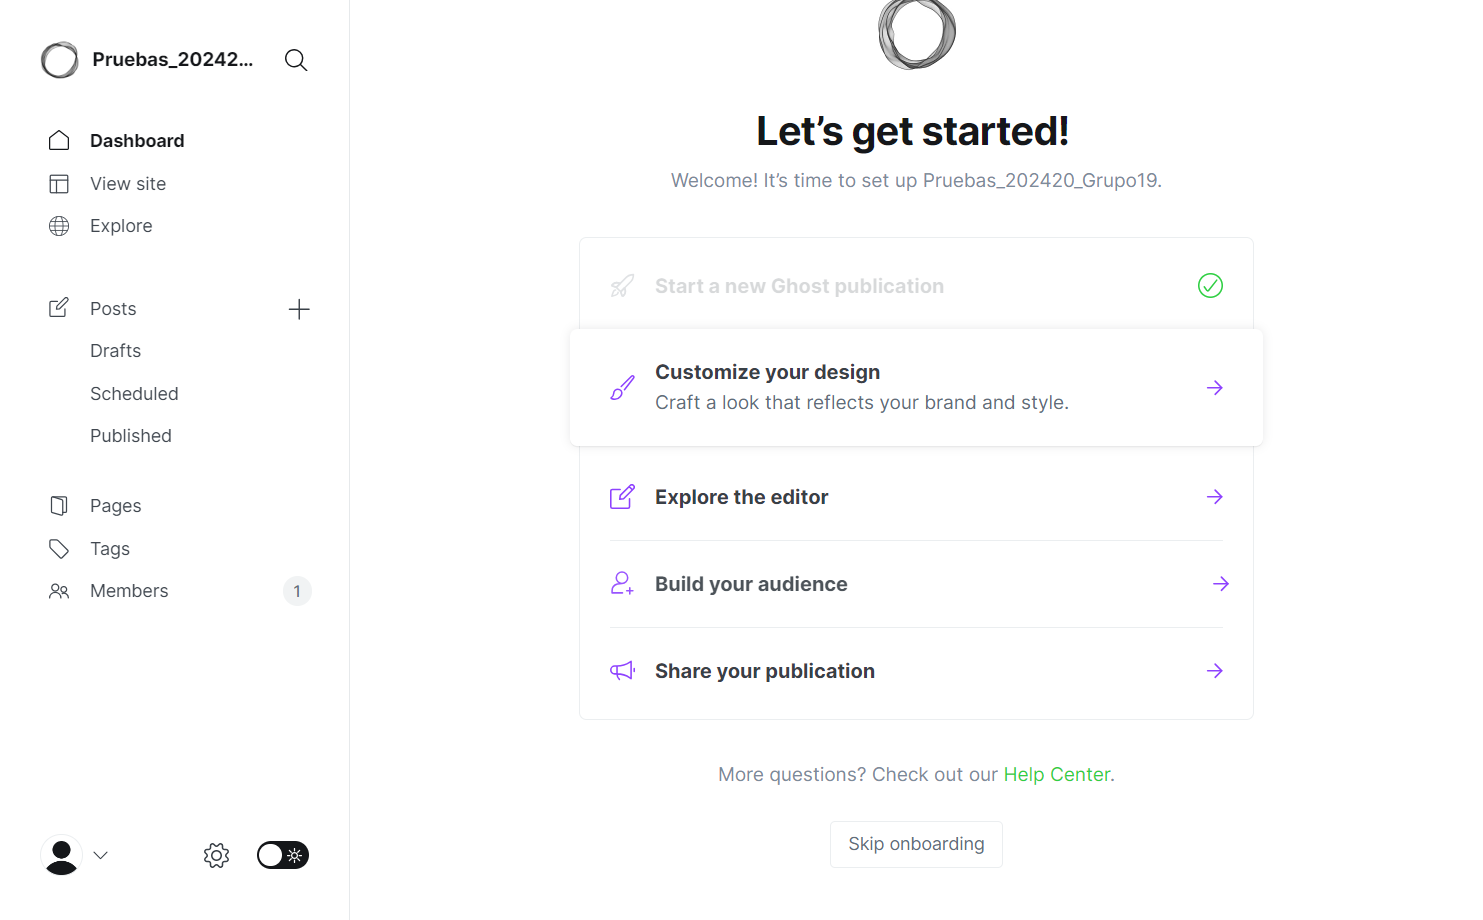 Pruebas_20242...
Dashboard
View site
Explore
Posts
Drafts
Scheduled
Published
Pages
Tags
Members
1
Let’s get started!
Welcome! It’s time to set up Pruebas_202420_Grupo19.
Start a new Ghost publication
Customize your design
Craft a look that reflects your brand and style.
Explore the editor
Build your audience
Share your publication
More questions? Check out our Help Center.
Skip onboarding